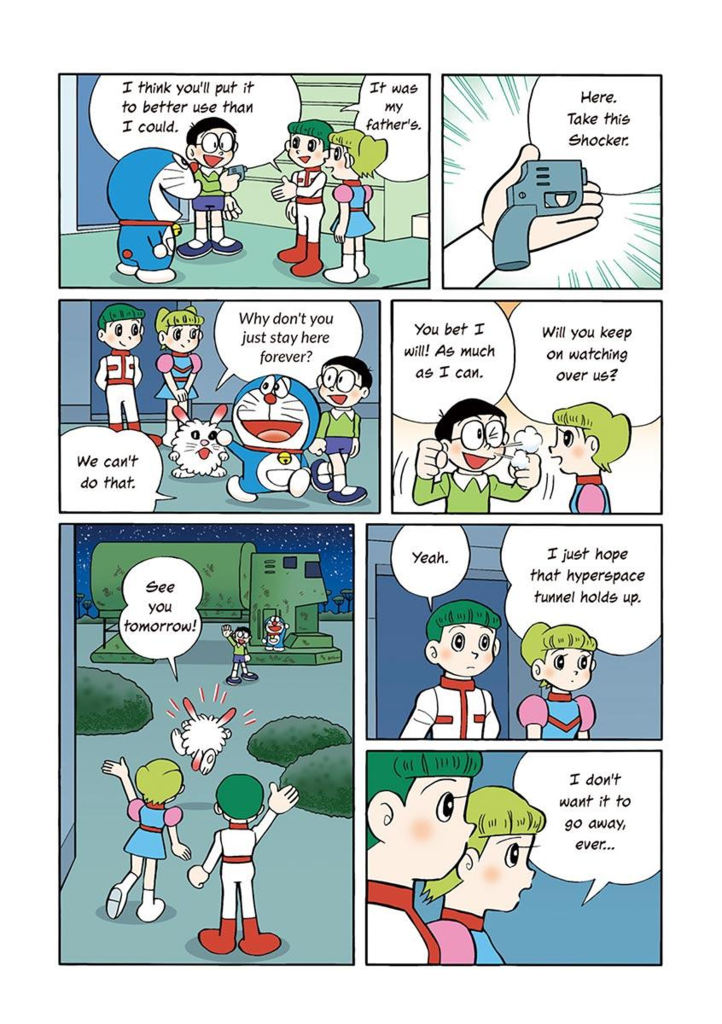 Here.
Take this
Shocker.
It was
my
father's.
I think you'll put it
to better use than
I could.
Will you keep
on watching
over us?
You bet I
will! As much
as I can.
Why don't you
just stay here
forever?
We can't
do that.
I just hope
that hyperspace
tunnel holds up.
Yeah.
I don't
want it to
go away,
ever...
See
you
tomorrow!